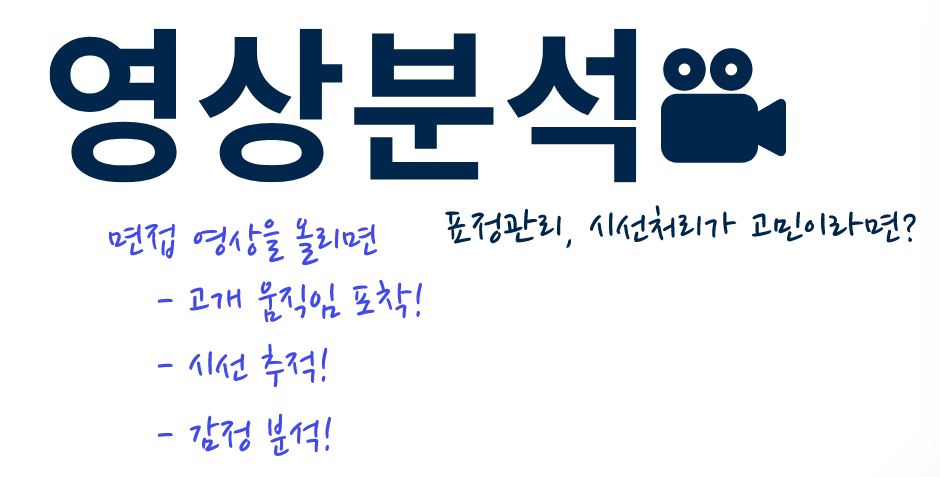 영상분석
표정관리, 시선처리가 고민이라면?
면접 영상을 올리면
- 고개 움직임 포착!
- 시선 추적!
- 감정 분석!